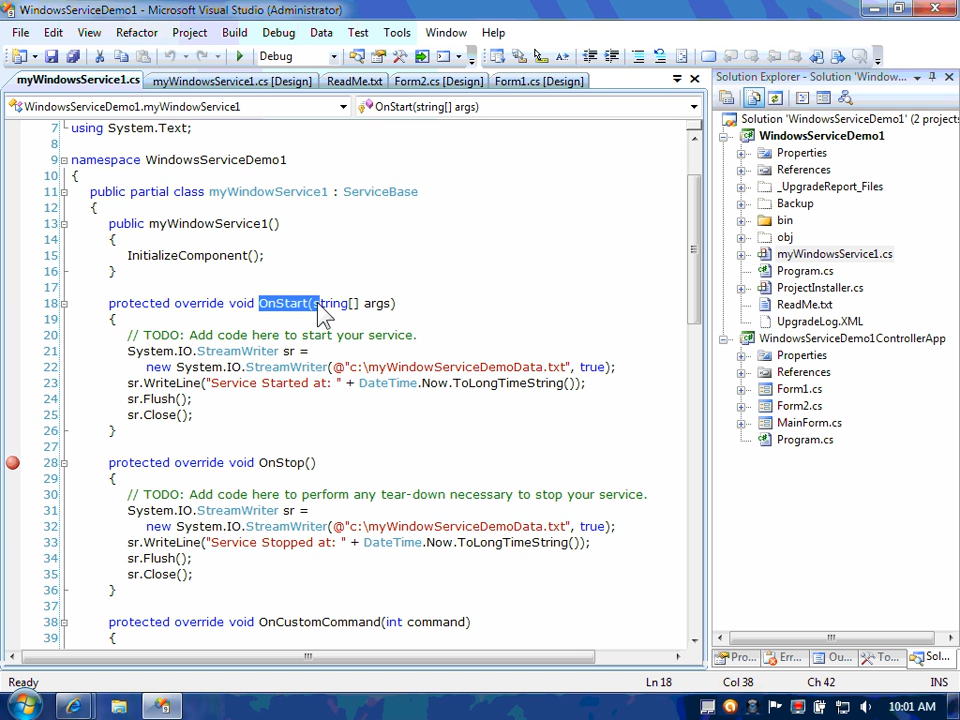 WindowsServiceDemo1 - Microsoft Visual Studio (Administrator)
File Edit View Refactor Project Build Debug Data Test Tools Window Help
Debug
myWindowsService1.cs myWindowsService1.cs [Design] ReadMe.txt Form2.cs [Design] Form1.cs [Design]
WindowsServiceDemo1.myWindowService1 OnStart(string[] args)
7 using System.Text;
8
9 namespace WindowsServiceDemo1
10 {
11 public partial class myWindowService1 : ServiceBase
12 {
13 public myWindowService1()
14 {
15 InitializeComponent();
16 }
17
18 protected override void OnStart(string[] args)
19 {
20 // TODO: Add code here to start your service.
21 System.IO.StreamWriter sr =
22 new System.IO.StreamWriter(@"c:\myWindowServiceDemoData.txt", true);
23 sr.WriteLine("Service Started at: " + DateTime.Now.ToLongTimeString());
24 sr.Flush();
25 sr.Close();
26 }
27
28 protected override void OnStop()
29 {
30 // TODO: Add code here to perform any tear-down necessary to stop your service.
31 System.IO.StreamWriter sr =
32 new System.IO.StreamWriter(@"c:\myWindowServiceDemoData.txt", true);
33 sr.WriteLine("Service Stopped at: " + DateTime.Now.ToLongTimeString());
34 sr.Flush();
35 sr.Close();
36 }
37
38 protected override void OnCustomCommand(int command)
39 {
Solution Explorer - Solution 'Window...
Solution 'WindowsServiceDemo1' (2 projects
WindowsServiceDemo1
Properties
References
_UpgradeReport_Files
Backup
bin
obj
myWindowsService1.cs
Program.cs
ProjectInstaller.cs
ReadMe.txt
UpgradeLog.XML
WindowsServiceDemo1ControllerApp
Properties
References
Form1.cs
Form2.cs
MainForm.cs
Program.cs
Pro... Err... Ou... To... Sol...
Ready Ln 18 Col 38 Ch 42 INS
10:01 AM